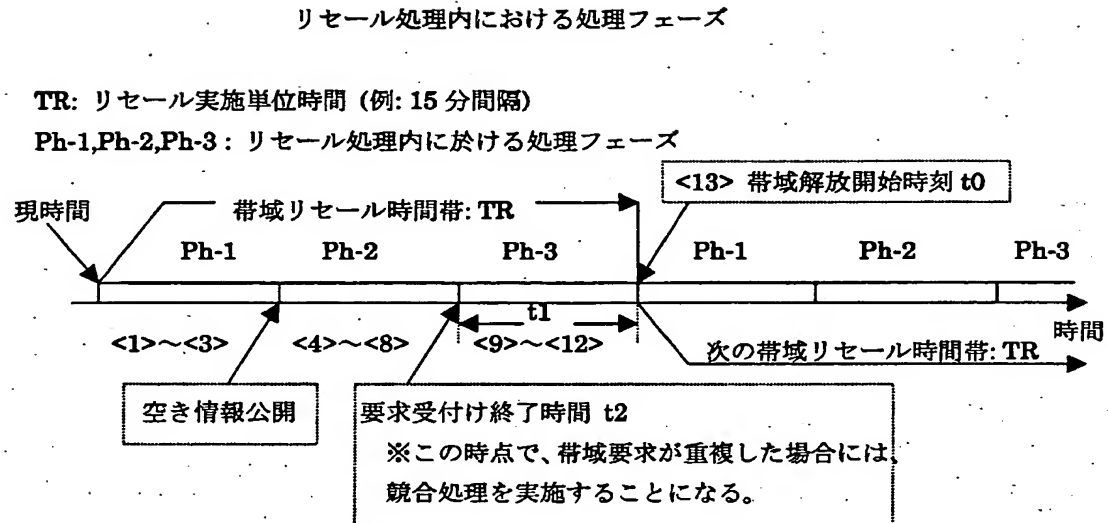 リセール処理内における処理フェーズ
TR: リセール実施単位時間 (例: 15 分間隔)
Ph-1,Ph-2,Ph-3 : リセール処理内に於ける処理フェーズ
<13> 帯域解放開始時刻 t0
現時間
帯域リセール時間帯: TR
Ph-1 Ph-2 Ph-3 Ph-1 Ph-2 Ph-3
t1
時間
<1>～<3> <4>～<8> <9>～<12>
次の帯域リセール時間帯: TR
空き情報公開
要求受付け終了時間 t2
※この時点で、帯域要求が重複した場合には、
競合処理を実施することになる。